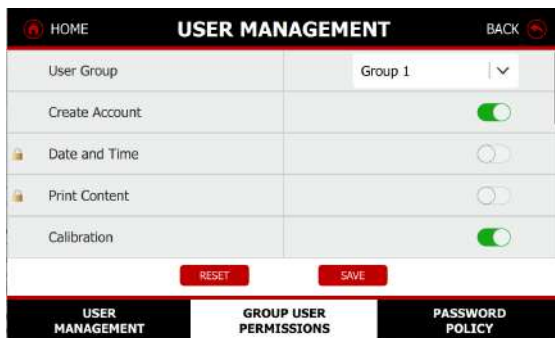 HOME
USER MANAGEMENT
BACK
User Group
Group 1
Create Account
Date and Time
Print Content
Calibration
RESET
SAVE
USER
MANAGEMENT
GROUP USER
PERMISSIONS
PASSWORD
POLICY